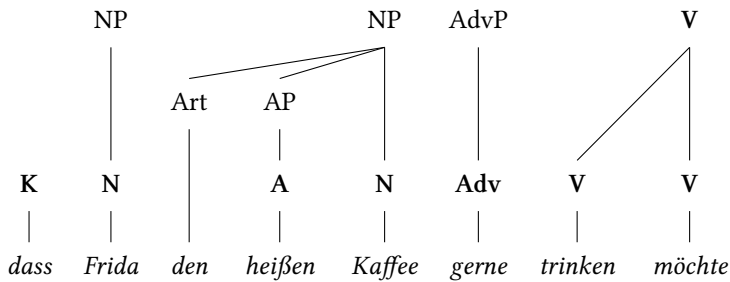 NP NP AdvP V
Art AP
K N A N Adv V V
dass Frida den heißen Kaffee gerne trinken möchte